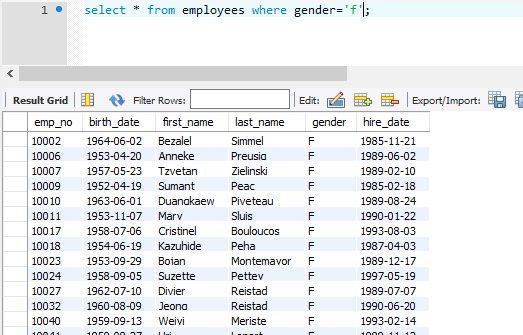 1 select * from employees where gender='f';
Result Grid Filter Rows: Edit: Export/Import:
emp_no birth_date first_name last_name gender hire_date
10002 1964-06-02 Bezalel Simmel F 1985-11-21
10006 1953-04-20 Anneke Preusig F 1989-06-02
10007 1957-05-23 Tzvetan Zielinski F 1989-02-10
10009 1952-04-19 Sumant Peac F 1985-02-18
10010 1963-06-01 Duangkaew Piveteau F 1989-08-24
10011 1953-11-07 Mary Sluis F 1990-01-22
10017 1958-07-06 Cristinel Bouloucos F 1993-08-03
10018 1954-06-19 Kazuhide Peha F 1987-04-03
10023 1953-09-29 Bojan Montemayor F 1989-12-17
10024 1958-09-05 Suzette Pettey F 1997-05-19
10027 1962-07-10 Divier Reistad F 1989-07-07
10032 1960-08-09 Jeong Reistad F 1990-06-20
10040 1959-09-13 Weiyi Meriste F 1993-02-14